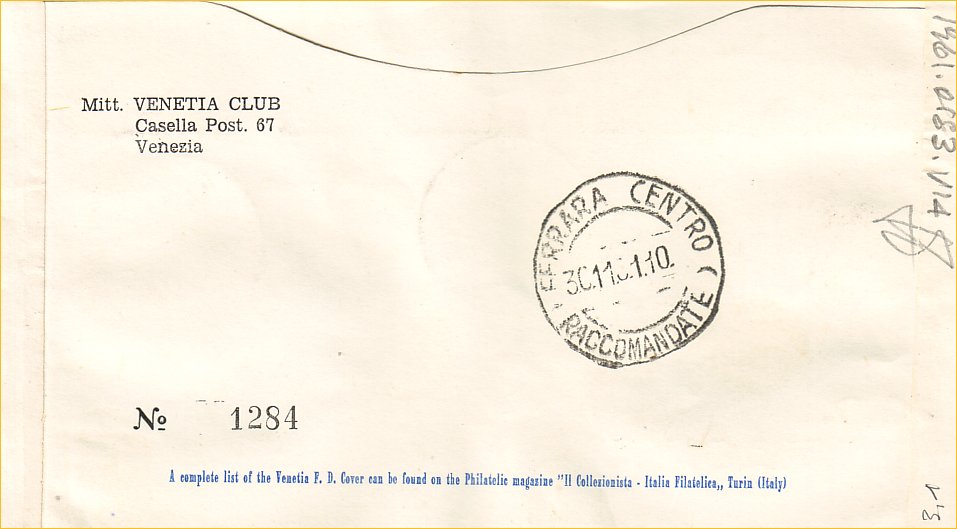 Mitt. VENETIA CLUB
Casella Post. 67
Venezia
FERRARA CENTRO
RACCOMANDATE
№ 1284
A complete list of the Venetia F. D. Cover can be found on the Philatelic magazine "Il Collezionista - Italia Filatelica„ Turin (Italy)